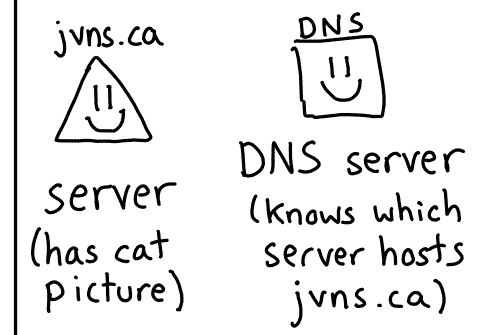 jvns.ca
server
(has cat
picture)
DNS
DNS server
(knows which
server hosts
jvns.ca)